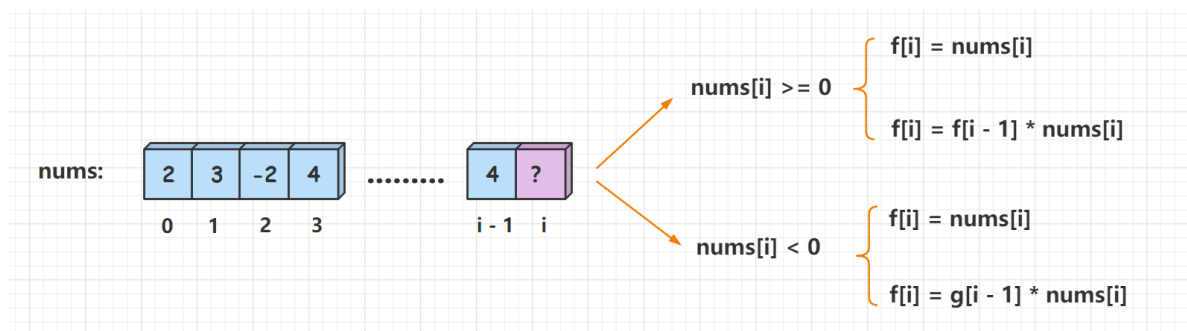 f[i] = nums[i]
nums[i] >= 0
f[i] = f[i - 1] * nums[i]
nums: 2 3 -2 4 ......... 4 ?
0 1 2 3 i - 1 i
f[i] = nums[i]
nums[i] < 0
f[i] = g[i - 1] * nums[i]